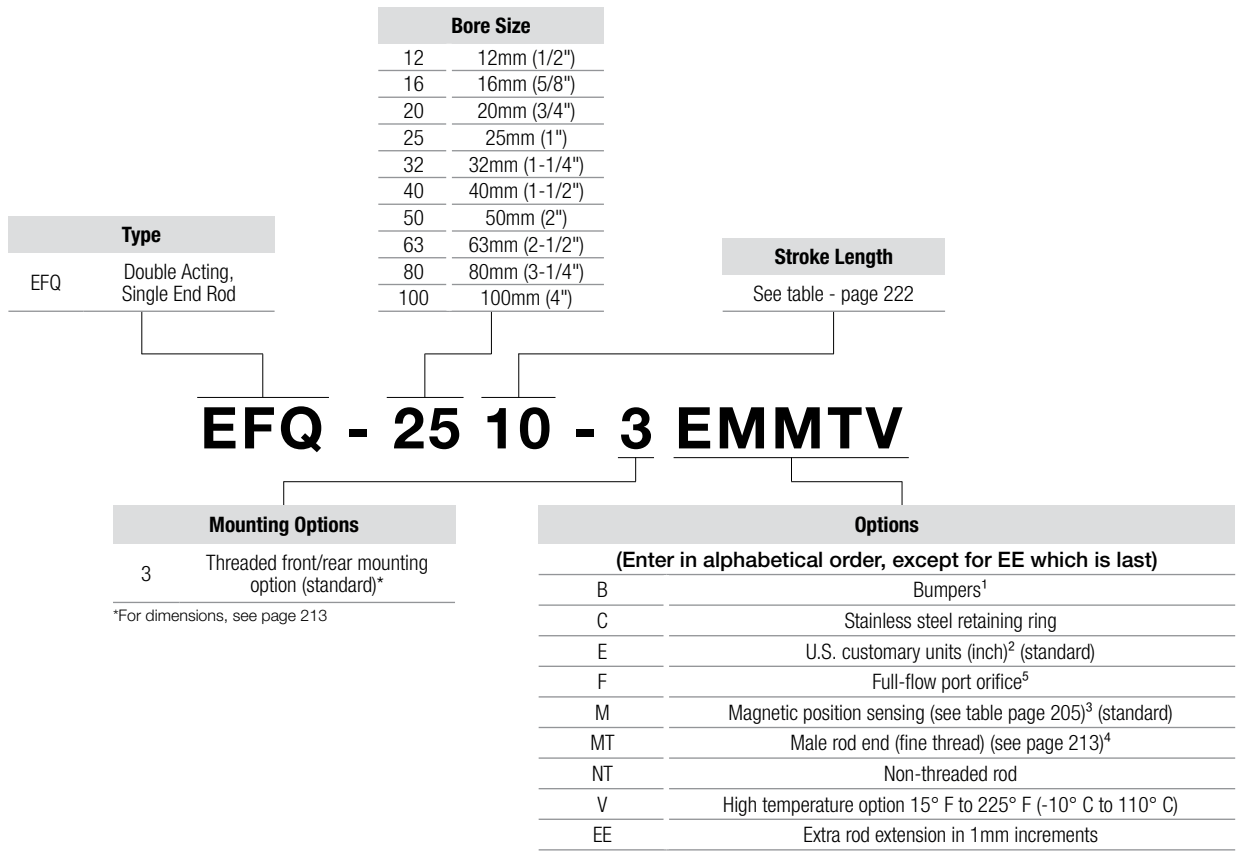 Bore Size
12 12mm (1/2")
16 16mm (5/8")
20 20mm (3/4")
25 25mm (1")
32 32mm (1-1/4")
40 40mm (1-1/2")
50 50mm (2")
63 63mm (2-1/2")
80 80mm (3-1/4")
100 100mm (4")
Type
EFQ Double Acting,
Single End Rod
Stroke Length
See table - page 222
EFQ - 25 10 - 3 EMMTV
Mounting Options
3 Threaded front/rear mounting
option (standard)*
*For dimensions, see page 213
Options
(Enter in alphabetical order, except for EE which is last)
B Bumpers¹
C Stainless steel retaining ring
E U.S. customary units (inch)² (standard)
F Full-flow port orifice⁵
M Magnetic position sensing (see table page 205)³ (standard)
MT Male rod end (fine thread) (see page 213)⁴
NT Non-threaded rod
V High temperature option 15° F to 225° F (-10° C to 110° C)
EE Extra rod extension in 1mm increments